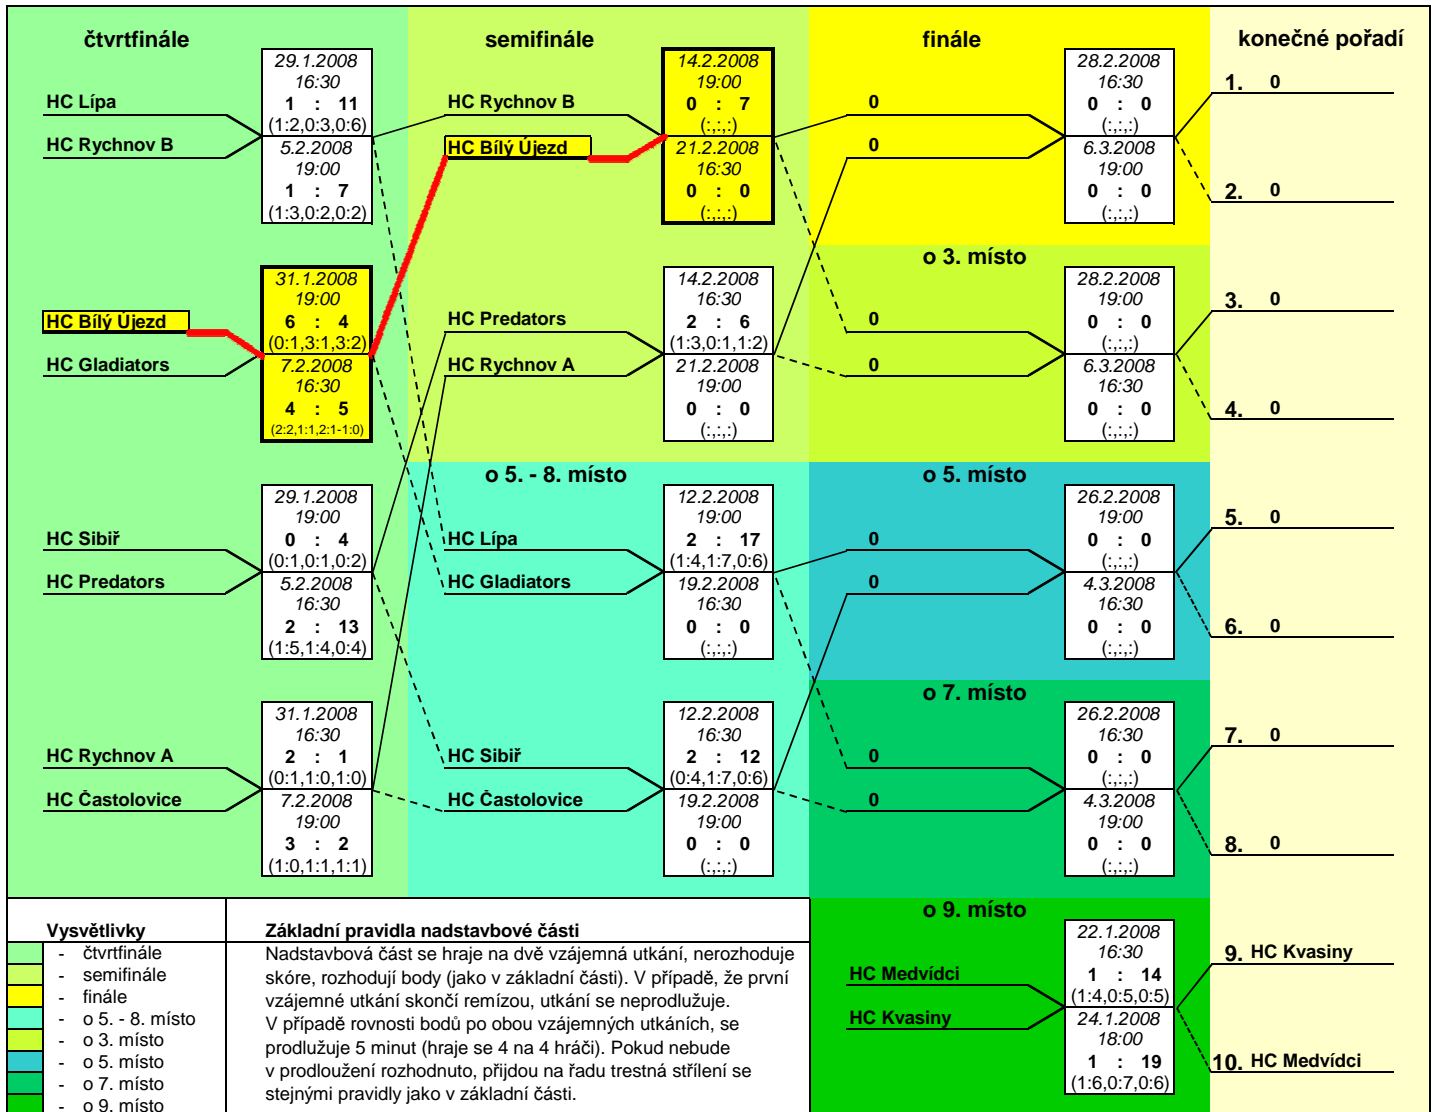 čtvrtfinále
29.1.2008
16:30
HC Lípa
1 : 11
(1:2,0:3,0:6)
HC Rychnov B
5.2.2008
19:00
1 : 7
(1:3,0:2,0:2)
31.1.2008
19:00
HC Bílý Újezd
6 : 4
(0:1,3:1,3:2)
HC Gladiators
7.2.2008
16:30
4 : 5
(2:2,1:1,2:1-1:0)
29.1.2008
19:00
HC Sibiř
0 : 4
(0:1,0:1,0:2)
HC Predators
5.2.2008
16:30
2 : 13
(1:5,1:4,0:4)
31.1.2008
16:30
HC Rychnov A
2 : 1
(0:1,1:0,1:0)
HC Častolovice
7.2.2008
19:00
3 : 2
(1:0,1:1,1:1)
semifinále
14.2.2008
19:00
HC Rychnov B
0 : 7
(:,:,:)
HC Bílý Újezd
21.2.2008
16:30
0 : 0
(:,:,:)
14.2.2008
16:30
HC Predators
2 : 6
(1:3,0:1,1:2)
HC Rychnov A
21.2.2008
19:00
0 : 0
(:,:,:)
o 5. - 8. místo
12.2.2008
19:00
HC Lípa
2 : 17
(1:4,1:7,0:6)
HC Gladiators
19.2.2008
16:30
0 : 0
(:,:,:)
12.2.2008
16:30
HC Sibiř
2 : 12
(0:4,1:7,0:6)
HC Častolovice
19.2.2008
19:00
0 : 0
(:,:,:)
finále
28.2.2008
16:30
0
0 : 0
(:,:,:)
0
6.3.2008
19:00
0 : 0
(:,:,:)
o 3. místo
28.2.2008
19:00
0
0 : 0
(:,:,:)
0
6.3.2008
16:30
0 : 0
(:,:,:)
o 5. místo
26.2.2008
19:00
0
0 : 0
(:,:,:)
0
4.3.2008
16:30
0 : 0
(:,:,:)
o 7. místo
26.2.2008
16:30
0
0 : 0
(:,:,:)
0
4.3.2008
19:00
0 : 0
(:,:,:)
o 9. místo
22.1.2008
16:30
HC Medvídci
1 : 14
(1:4,0:5,0:5)
HC Kvasiny
24.1.2008
18:00
1 : 19
(1:6,0:7,0:6)
konečné pořadí
1. 0
2. 0
3. 0
4. 0
5. 0
6. 0
7. 0
8. 0
9. HC Kvasiny
10. HC Medvídci
Vysvětlivky
- čtvrtfinále
- semifinále
- finále
- o 5. - 8. místo
- o 3. místo
- o 5. místo
- o 7. místo
- o 9. místo
Základní pravidla nadstavbové části
Nadstavbová část se hraje na dvě vzájemná utkání, nerozhoduje
skóre, rozhodují body (jako v základní části). V případě, že první
vzájemné utkání skončí remízou, utkání se neprodlužuje.
V případě rovnosti bodů po obou vzájemných utkáních, se
prodlužuje 5 minut (hraje se 4 na 4 hráči). Pokud nebude
v prodloužení rozhodnuto, přijdou na řadu trestná střílení se
stejnými pravidly jako v základní části.